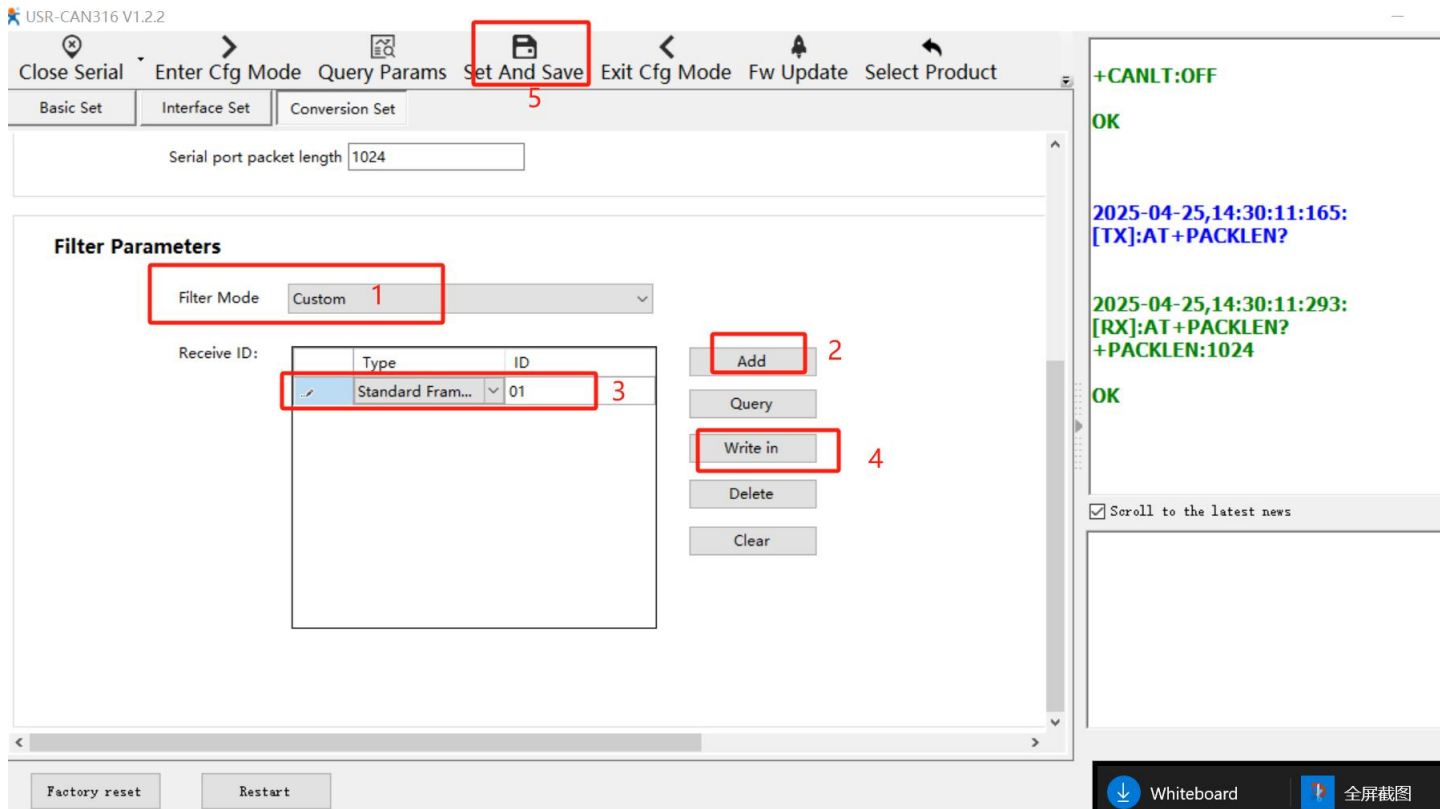 USR-CAN316 V1.2.2
Close Serial Enter Cfg Mode Query Params Set And Save Exit Cfg Mode Fw Update Select Product
5
Basic Set Interface Set Conversion Set
Serial port packet length 1024
Filter Parameters
Filter Mode Custom 1
Receive ID:
Type ID
Standard Fram... 01 3
Add 2
Query
Write in 4
Delete
Clear
Factory reset Restart
+CANLT:OFF
OK
2025-04-25,14:30:11:165:
[TX]:AT+PACKLEN?
2025-04-25,14:30:11:293:
[RX]:AT+PACKLEN?
+PACKLEN:1024
OK
Scroll to the latest news
Whiteboard 全屏截图